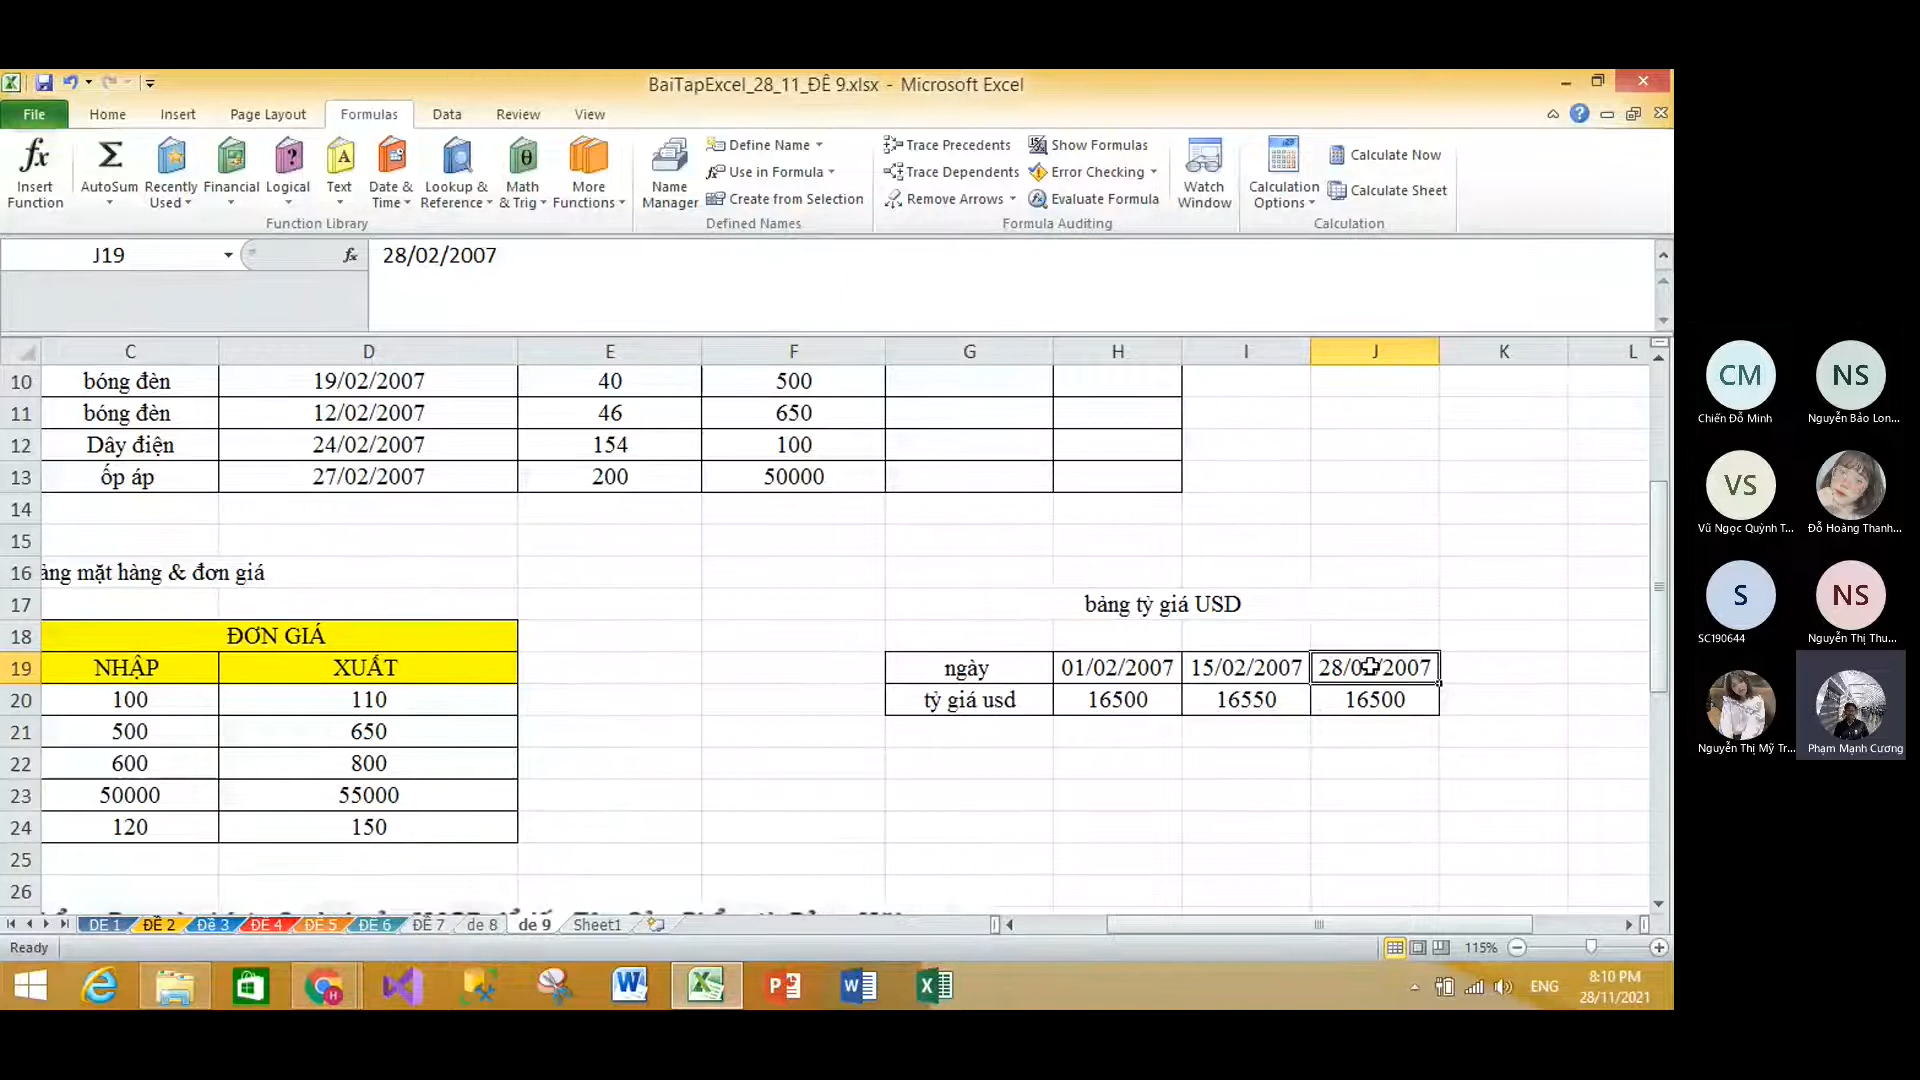 BaiTapExcel_28_11_ĐỀ 9.xlsx - Microsoft Excel
File Home Insert Page Layout Formulas Data Review View
Insert Function
AutoSum
Recently Used
Financial
Logical
Text
Date & Time
Lookup & Reference
Math & Trig
More Functions
Function Library
Name Manager
Define Name
Use in Formula
Create from Selection
Defined Names
Trace Precedents
Trace Dependents
Remove Arrows
Show Formulas
Error Checking
Evaluate Formula
Formula Auditing
Watch Window
Calculation Options
Calculate Now
Calculate Sheet
Calculation
J19 fx 28/02/2007
C D E F G H I J K L
10 bóng đèn 19/02/2007 40 500
11 bóng đèn 12/02/2007 46 650
12 Dây điện 24/02/2007 154 100
13 ốp áp 27/02/2007 200 50000
14
15
16 mặt hàng & đơn giá
17 bảng tỷ giá USD
18 ĐƠN GIÁ
19 NHẬP XUẤT ngày 01/02/2007 15/02/2007 28/02/2007
20 100 110 tỷ giá usd 16500 16550 16500
21 500 650
22 600 800
23 50000 55000
24 120 150
25
26
ĐỀ 1 ĐỀ 2 Đề 3 ĐỀ 4 ĐỀ 5 ĐỀ 6 ĐỀ 7 de 8 de 9 Sheet1
Ready 115%
ENG 8:10 PM
28/11/2021
CM NS
Chiến Đỗ Minh Nguyễn Bảo Lon...
VS
Vũ Ngọc Quỳnh T... Đỗ Hoàng Thanh...
S NS
SC190644 Nguyễn Thị Thu...
Nguyễn Thị Mỹ Tr... Phạm Mạnh Cương